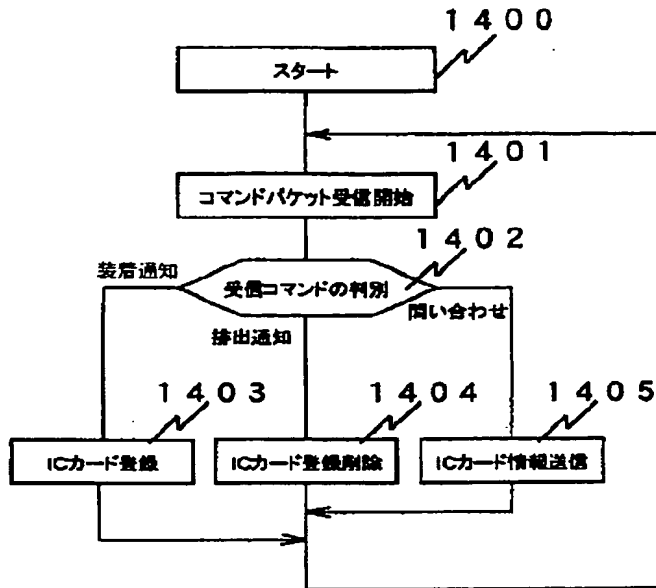 1400
スタート
1401
コマンドパケット受信開始
1402
装着通知
受信コマンドの判別
問い合わせ
排出通知
1403
1404
1405
ICカード登録
ICカード登録削除
ICカード情報送信